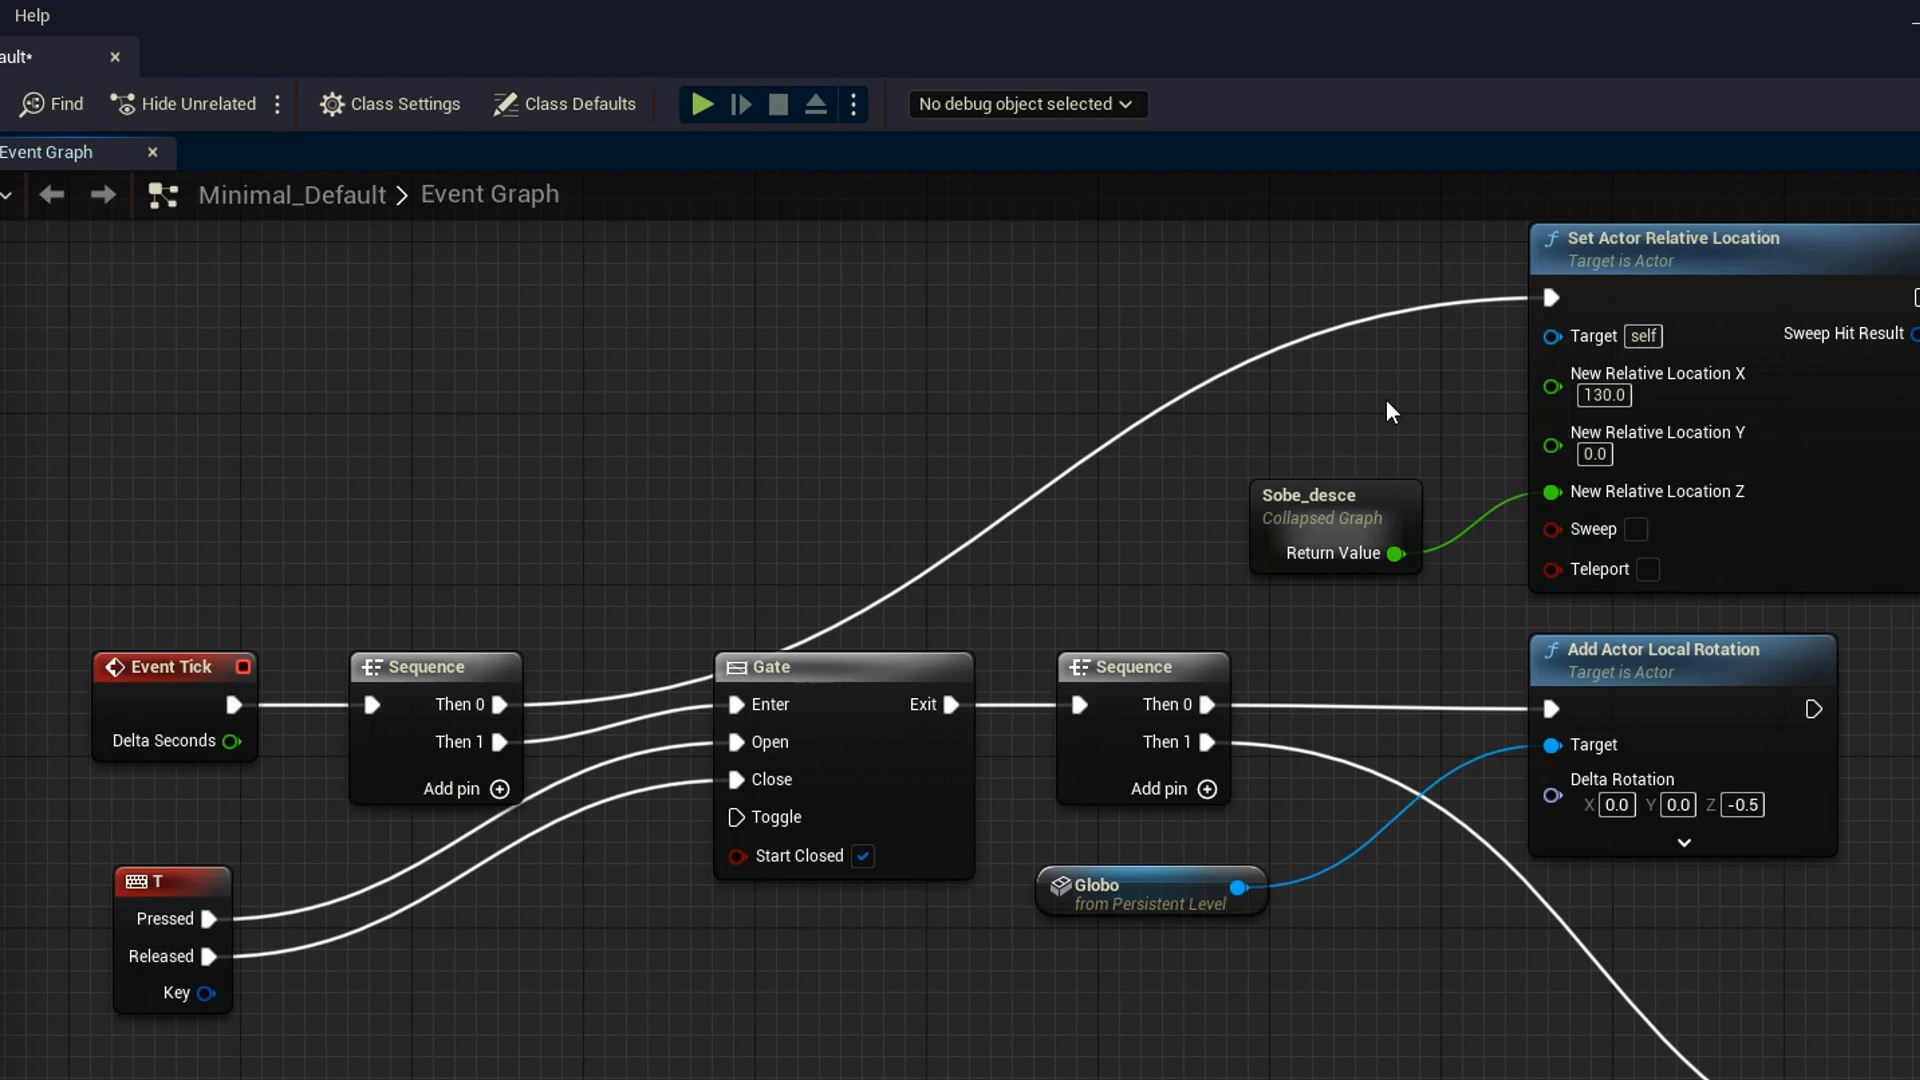 Help
ault*
Find
Hide Unrelated
Class Settings
Class Defaults
No debug object selected
Event Graph
Minimal_Default > Event Graph
Set Actor Relative Location
Target is Actor
Target self
Sweep Hit Result
New Relative Location X
130.0
New Relative Location Y
0.0
New Relative Location Z
Sweep
Teleport
Sobe_desce
Collapsed Graph
Return Value
Event Tick
Delta Seconds
Sequence
Then 0
Then 1
Add pin
Gate
Enter
Exit
Open
Close
Toggle
Start Closed
Sequence
Then 0
Then 1
Add pin
Add Actor Local Rotation
Target is Actor
Target
Delta Rotation
X 0.0 Y 0.0 Z -0.5
Globo
from Persistent Level
T
Pressed
Released
Key